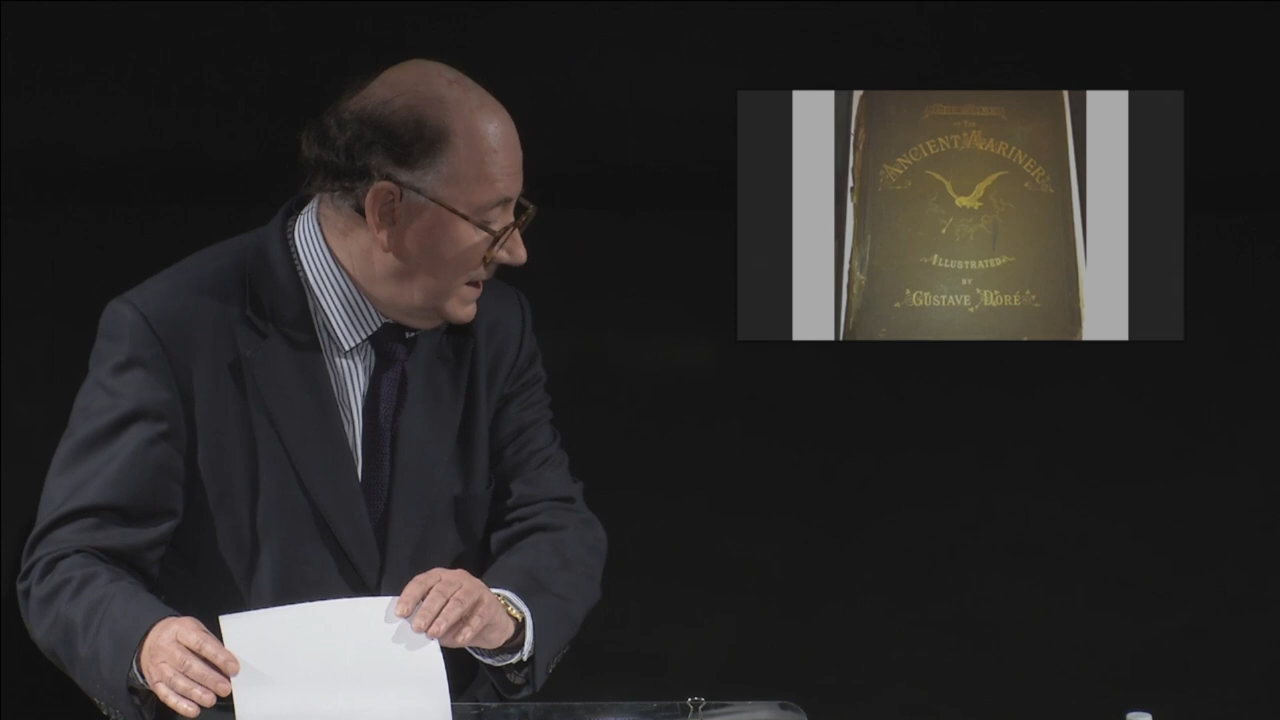 OF THE
ANCIENT MARINER
ILLUSTRATED
BY
GUSTAVE DORÉ